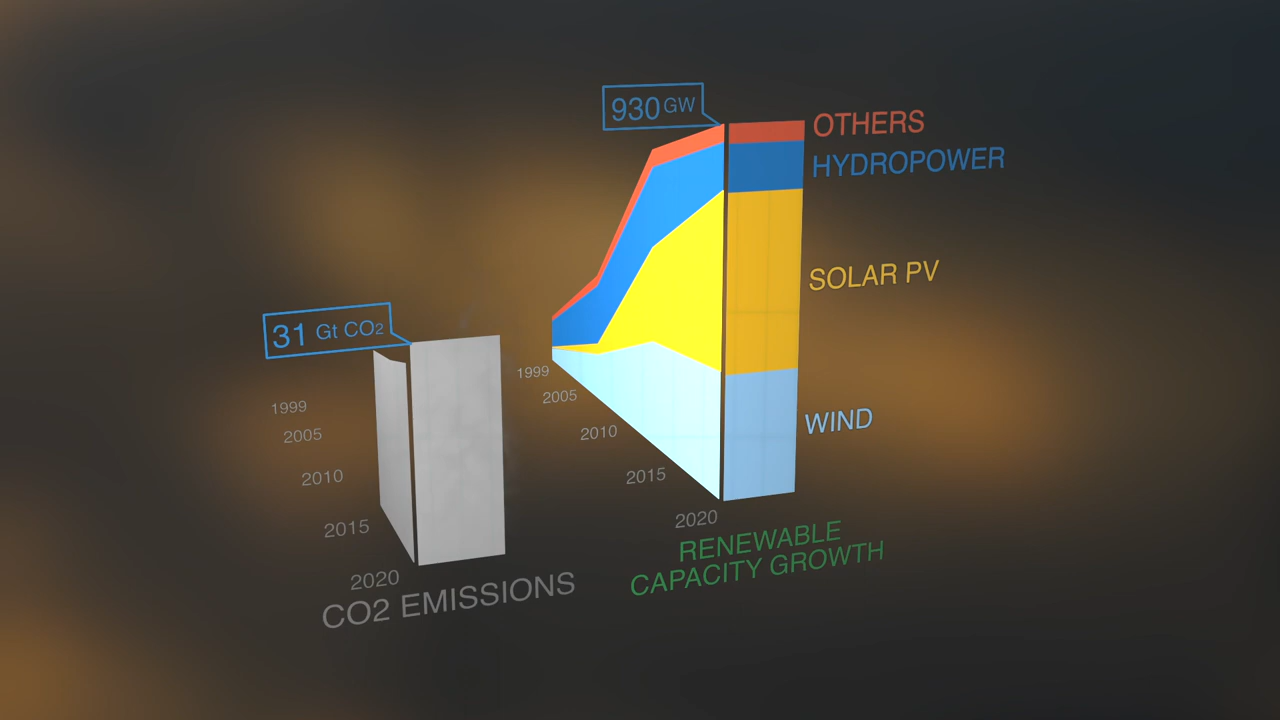 930 GW
OTHERS
HYDROPOWER
SOLAR PV
WIND
1999
2005
2010
2015
2020
RENEWABLE
CAPACITY GROWTH
31 Gt CO2
1999
2005
2010
2015
2020
CO2 EMISSIONS